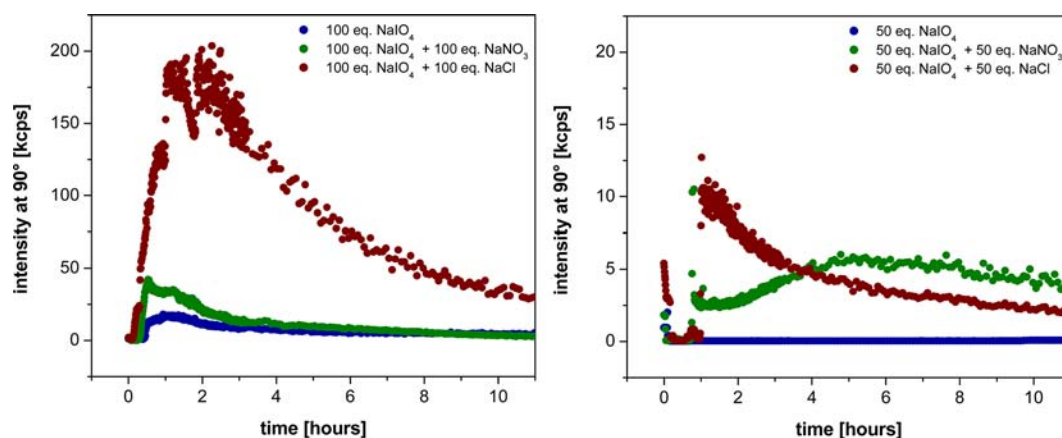 100 eq. NaIO₄
100 eq. NaIO₄ + 100 eq. NaNO₃
100 eq. NaIO₄ + 100 eq. NaCl
200
150
100
50
0
intensity at 90° [kcps]
0 2 4 6 8 10
time [hours]
50 eq. NaIO₄
50 eq. NaIO₄ + 50 eq. NaNO₃
50 eq. NaIO₄ + 50 eq. NaCl
20
15
10
5
0
intensity at 90° [kcps]
0 2 4 6 8 10
time [hours]